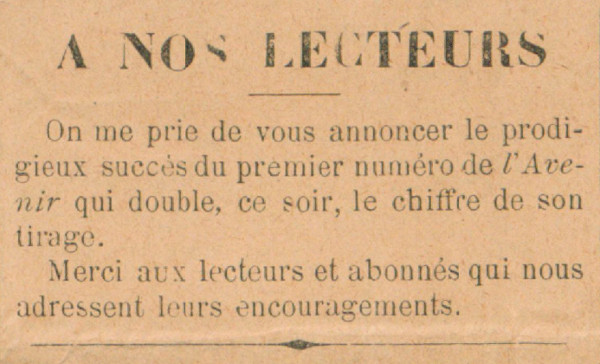 A NOS LECTEURS
On me prie de vous annoncer le prodi-
gieux succès du premier numéro de l'Ave-
nir qui double, ce soir, le chiffre de son
tirage.
Merci aux lecteurs et abonnés qui nous
adressent leurs encouragements.